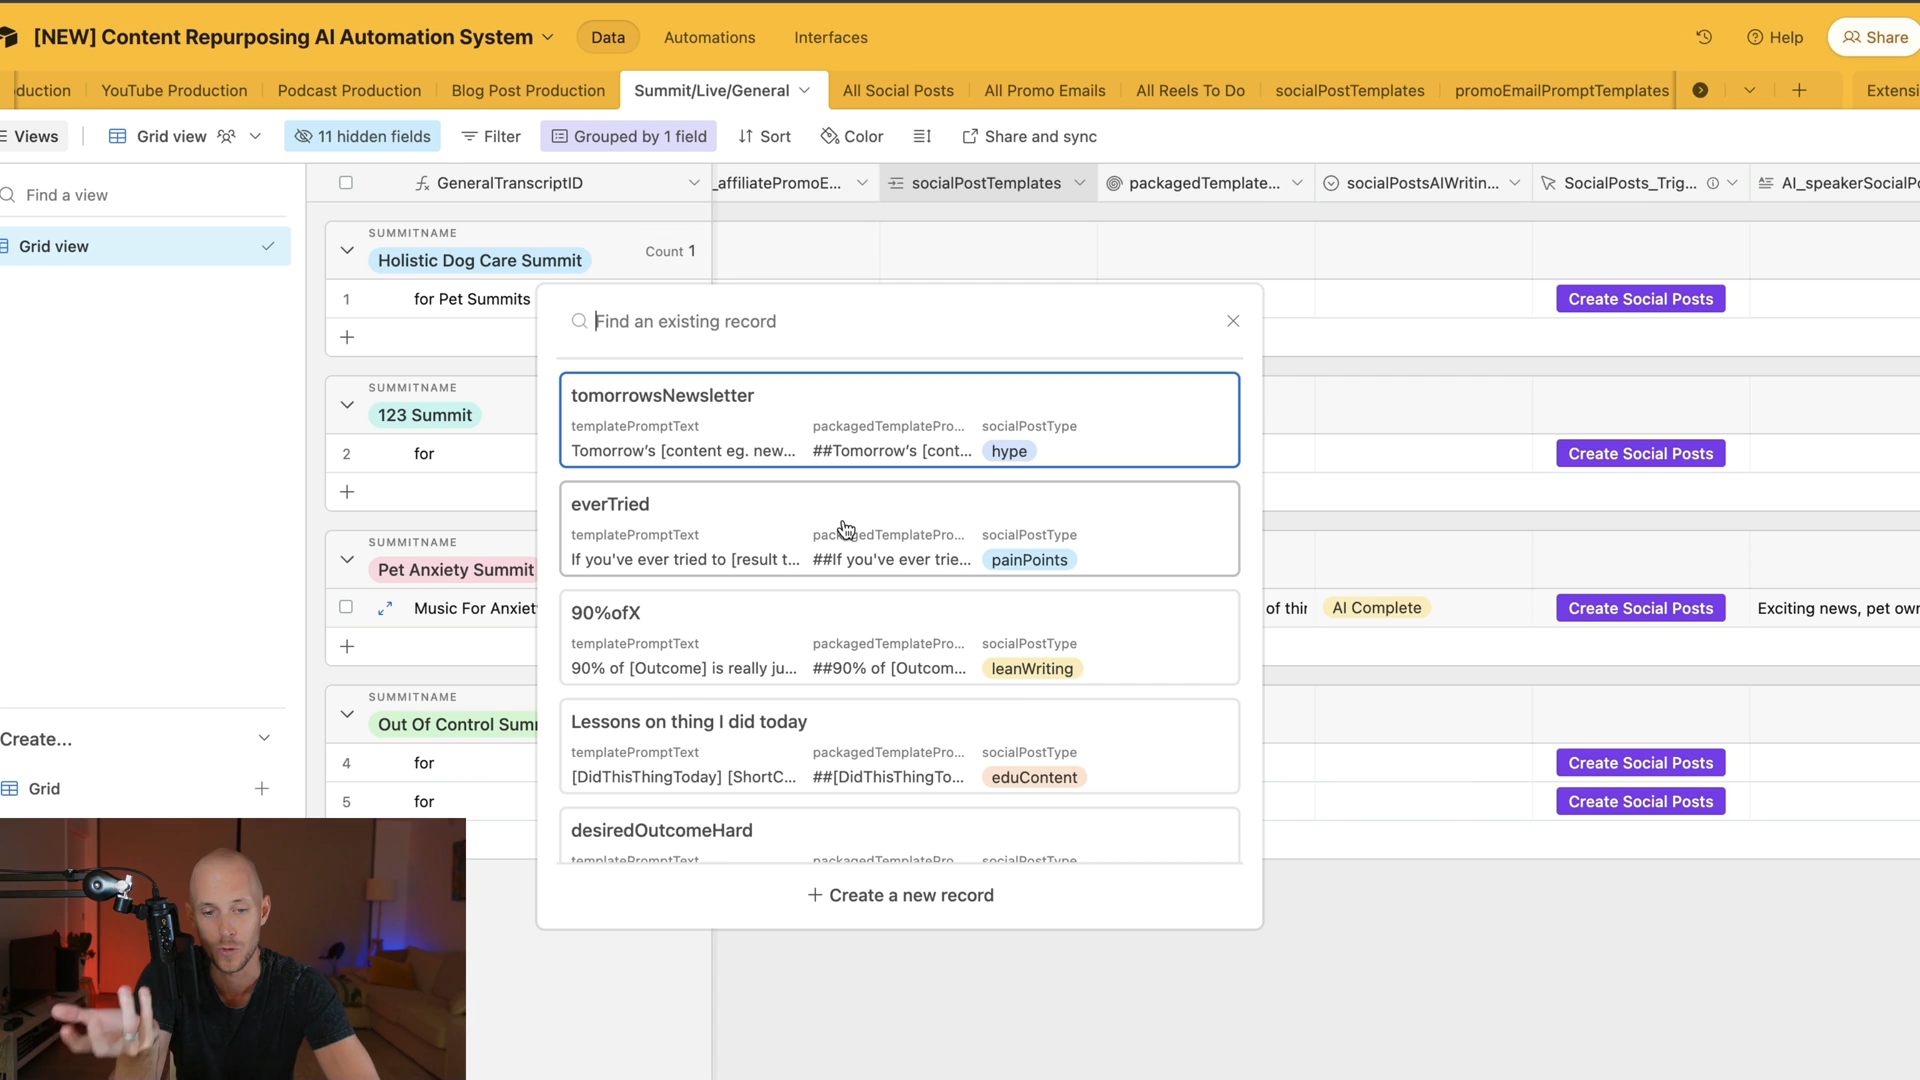 [NEW] Content Repurposing AI Automation System Data Automations Interfaces Help Share
duction YouTube Production Podcast Production Blog Post Production Summit/Live/General All Social Posts All Promo Emails All Reels To Do socialPostTemplates promoEmailPromptTemplates Extensi
Views Grid view 11 hidden fields Filter Grouped by 1 field Sort Color Share and sync
Find a view
Grid view
Create...
Grid
GeneralTranscriptID _affiliatePromoE... socialPostTemplates packagedTemplate... socialPostsAIWritin... SocialPosts_Trig... AI_speakerSocialPo
SUMMITNAME
Holistic Dog Care Summit Count 1
1 for Pet Summits Create Social Posts
SUMMITNAME
123 Summit
2 for Create Social Posts
SUMMITNAME
Pet Anxiety Summit
Music For Anxiet of thir AI Complete Create Social Posts Exciting news, pet own
SUMMITNAME
Out Of Control Sum
4 for Create Social Posts
5 for Create Social Posts
Find an existing record
tomorrowsNewsletter
templatePromptText packagedTemplatePro... socialPostType
Tomorrow's [content eg. new... ##Tomorrow's [cont... hype
everTried
templatePromptText packagedTemplatePro... socialPostType
If you've ever tried to [result t... ##If you've ever trie... painPoints
90%ofX
templatePromptText packagedTemplatePro... socialPostType
90% of [Outcome] is really ju... ##90% of [Outcom... leanWriting
Lessons on thing I did today
templatePromptText packagedTemplatePro... socialPostType
[DidThisThingToday] [ShortC... ##[DidThisThingTo... eduContent
desiredOutcomeHard
templatePromptText packagedTemplatePro... socialPostType
+ Create a new record